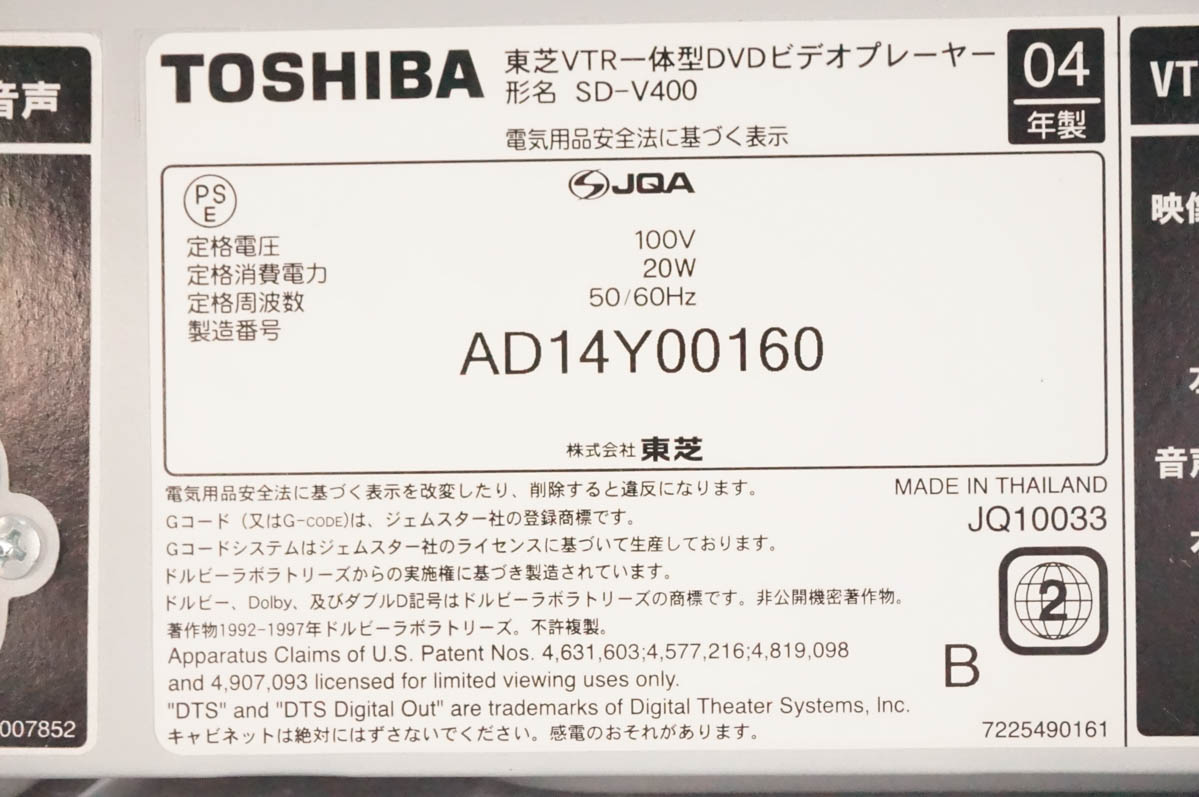 音声
007852
TOSHIBA
東芝VTR一体型DVDビデオプレーヤー
形名 SD-V400
04
年製
電気用品安全法に基づく表示
PS
E
JQA
定格電圧 100V
定格消費電力 20W
定格周波数 50/60Hz
製造番号
AD14Y00160
株式会社 東芝
電気用品安全法に基づく表示を改変したり、削除すると違反になります。
MADE IN THAILAND
Gコード (又はG-CODE)は、ジェムスター社の登録商標です。
JQ10033
Gコードシステムはジェムスター社のライセンスに基づいて生産しております。
ドルビーラボラトリーズからの実施権に基づき製造されています。
ドルビー、Dolby、及びダブルD記号はドルビーラボラトリーズの商標です。非公開機密著作物。
著作物1992-1997年ドルビーラボラトリーズ。不許複製。
2
Apparatus Claims of U.S. Patent Nos. 4,631,603;4,577,216;4,819,098
and 4,907,093 licensed for limited viewing uses only.
B
"DTS" and "DTS Digital Out" are trademarks of Digital Theater Systems, Inc.
キャビネットは絶対にはずさないでください。感電のおそれがあります。
7225490161
VT
映像
音声